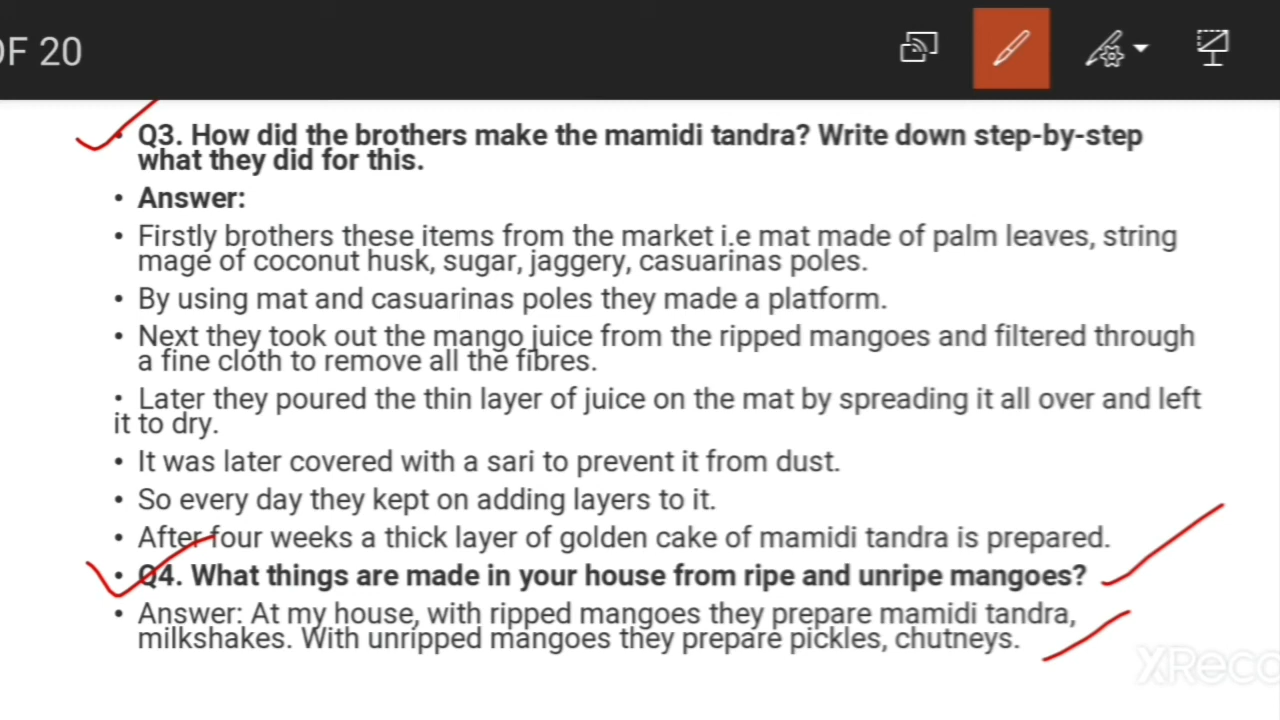 OF 20
Q3. How did the brothers make the mamidi tandra? Write down step-by-step
what they did for this.
• Answer:
• Firstly brothers these items from the market i.e mat made of palm leaves, string
mage of coconut husk, sugar, jaggery, casuarinas poles.
• By using mat and casuarinas poles they made a platform.
• Next they took out the mango juice from the ripped mangoes and filtered through
a fine cloth to remove all the fibres.
• Later they poured the thin layer of juice on the mat by spreading it all over and left
it to dry.
• It was later covered with a sari to prevent it from dust.
• So every day they kept on adding layers to it.
• After four weeks a thick layer of golden cake of mamidi tandra is prepared.
• Q4. What things are made in your house from ripe and unripe mangoes?
• Answer: At my house, with ripped mangoes they prepare mamidi tandra,
milkshakes. With unripped mangoes they prepare pickles, chutneys.
XReco